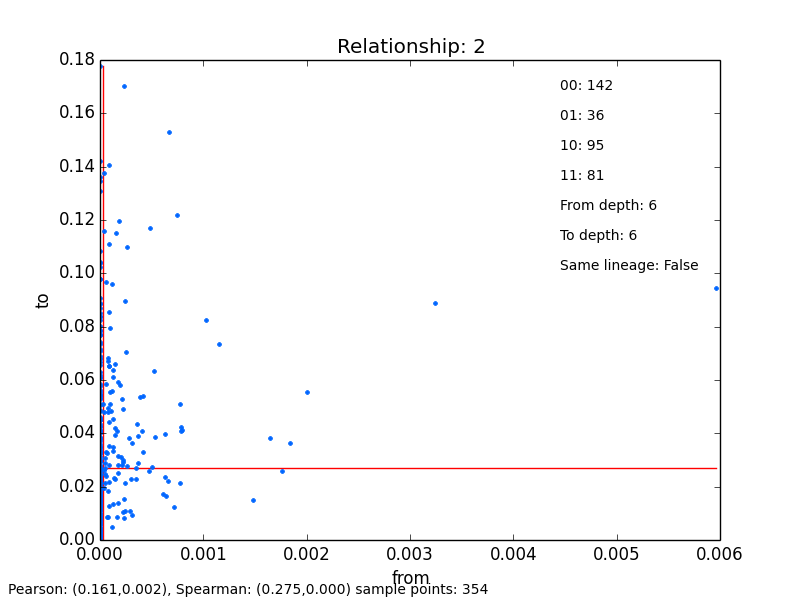 Relationship: 2
0.18
0.16
0.14
0.12
0.10
0.08
0.06
0.04
0.02
0.00
to
00: 142
01: 36
10: 95
11: 81
From depth: 6
To depth: 6
Same lineage: False
0.000 0.001 0.002 0.003 0.004 0.005 0.006
from
Pearson: (0.161,0.002), Spearman: (0.275,0.000) sample points: 354